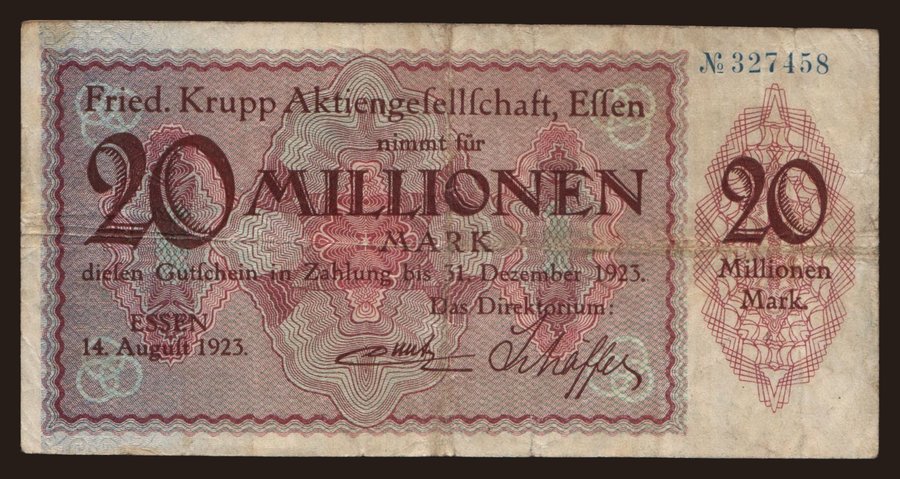 № 327458
Fried. Krupp Aktiengeſellſchaft, Eſſen
nimmt für
20 MILLIONEN
MARK
dieſen Gutſchein in Zahlung bis 31. Dezember 1923.
Das Direktorium:
ESSEN
14. August 1923.
Schäffer
20
Millionen
Mark.